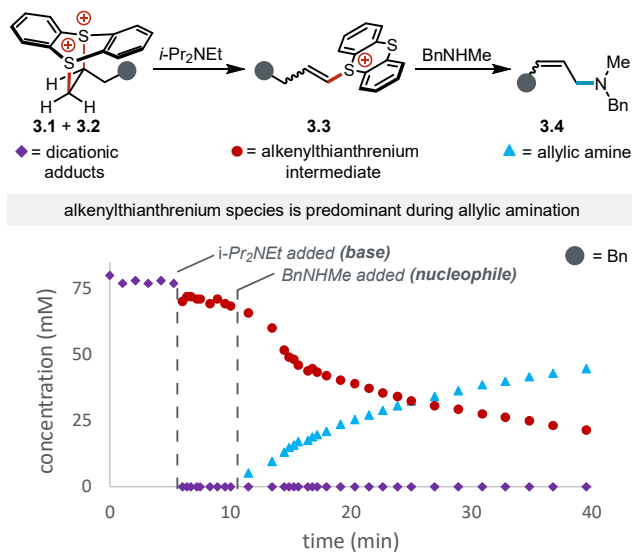 i-Pr2NEt
BnNHMe
S
S
H
H
H
S
S
N
Me
Bn
3.1 + 3.2
3.3
3.4
= dicationic
adducts
= alkenylthianthrenium
intermediate
= allylic amine
alkenylthianthrenium species is predominant during allylic amination
i-Pr2NEt added (base)
BnNHMe added (nucleophile)
= Bn
concentration (mM)
75
50
25
0
0 10 20 30 40
time (min)